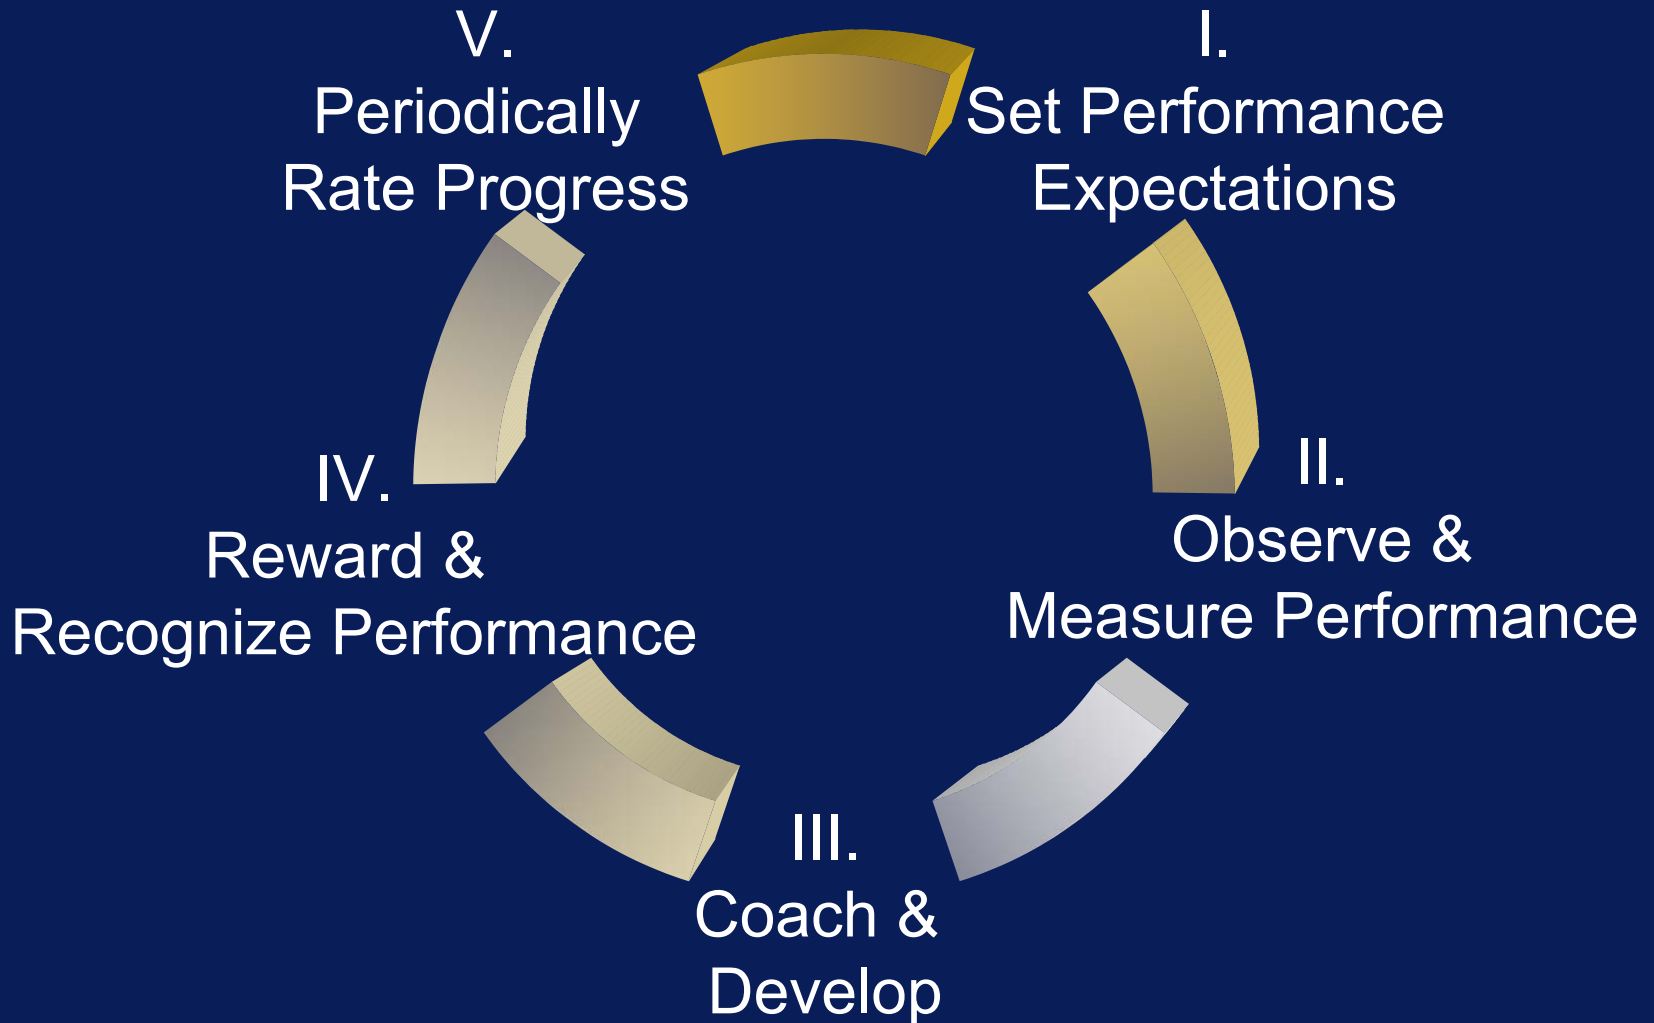 I.
Set Performance
Expectations
II.
Observe &
Measure Performance
III.
Coach &
Develop
IV.
Reward &
Recognize Performance
V.
Periodically
Rate Progress